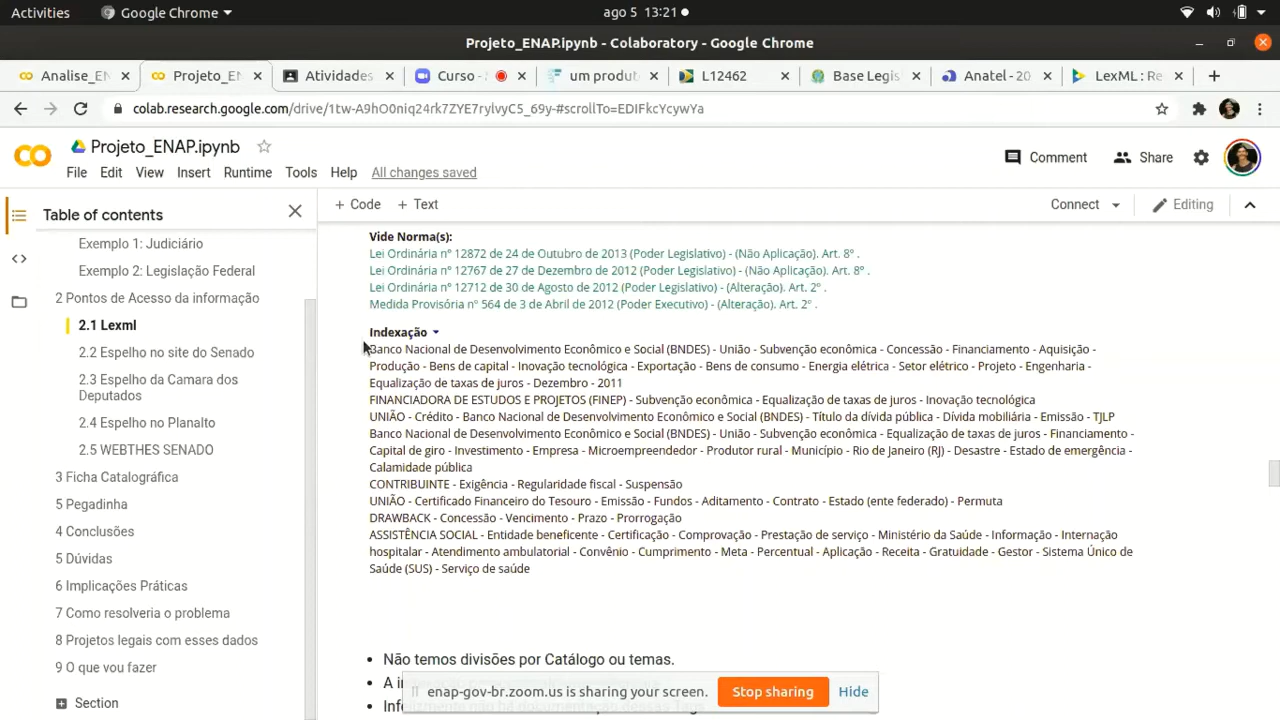 Activities Google Chrome ago 5 13:21
Projeto_ENAP.ipynb - Colaboratory - Google Chrome
Analise_EN Projeto_EN Atividades Curso - um produt L12462 Base Legis Anatel - 20 LexML : Re
colab.research.google.com/drive/1tw-A9hO0niq24rk7ZYE7rylvyC5_69y-#scrollTo=EDIFkcYcywYa
Projeto_ENAP.ipynb
Comment Share
File Edit View Insert Runtime Tools Help All changes saved
Table of contents
+ Code + Text
Connect Editing
Exemplo 1: Judiciário
Exemplo 2: Legislação Federal
2 Pontos de Acesso da informação
2.1 Lexml
2.2 Espelho no site do Senado
2.3 Espelho da Camara dos
Deputados
2.4 Espelho no Planalto
2.5 WEBTHES SENADO
3 Ficha Catalográfica
5 Pegadinha
4 Conclusões
5 Dúvidas
6 Implicações Práticas
7 Como resolveria o problema
8 Projetos legais com esses dados
9 O que vou fazer
Section
Vide Norma(s):
Lei Ordinária nº 12872 de 24 de Outubro de 2013 (Poder Legislativo) - (Não Aplicação). Art. 8º .
Lei Ordinária nº 12767 de 27 de Dezembro de 2012 (Poder Legislativo) - (Não Aplicação). Art. 8º .
Lei Ordinária nº 12712 de 30 de Agosto de 2012 (Poder Legislativo) - (Alteração). Art. 2º .
Medida Provisória nº 564 de 3 de Abril de 2012 (Poder Executivo) - (Alteração). Art. 2º .
Indexação
Banco Nacional de Desenvolvimento Econômico e Social (BNDES) - União - Subvenção econômica - Concessão - Financiamento - Aquisição -
Produção - Bens de capital - Inovação tecnológica - Exportação - Bens de consumo - Energia elétrica - Setor elétrico - Projeto - Engenharia -
Equalização de taxas de juros - Dezembro - 2011
FINANCIADORA DE ESTUDOS E PROJETOS (FINEP) - Subvenção econômica - Equalização de taxas de juros - Inovação tecnológica
UNIÃO - Crédito - Banco Nacional de Desenvolvimento Econômico e Social (BNDES) - Título da dívida pública - Dívida mobiliária - Emissão - TJLP
Banco Nacional de Desenvolvimento Econômico e Social (BNDES) - União - Subvenção econômica - Equalização de taxas de juros - Financiamento -
Capital de giro - Investimento - Empresa - Microempreendedor - Produtor rural - Município - Rio de Janeiro (RJ) - Desastre - Estado de emergência -
Calamidade pública
CONTRIBUINTE - Exigência - Regularidade fiscal - Suspensão
UNIÃO - Certificado Financeiro do Tesouro - Emissão - Fundos - Aditamento - Contrato - Estado (ente federado) - Permuta
DRAWBACK - Concessão - Vencimento - Prazo - Prorrogação
ASSISTÊNCIA SOCIAL - Entidade beneficente - Certificação - Comprovação - Prestação de serviço - Ministério da Saúde - Informação - Internação
hospitalar - Atendimento ambulatorial - Convênio - Cumprimento - Meta - Percentual - Aplicação - Receita - Gratuidade - Gestor - Sistema Único de
Saúde (SUS) - Serviço de saúde
Não temos divisões por Catálogo ou temas.
A
enap-gov-br.zoom.us is sharing your screen. Stop sharing Hide